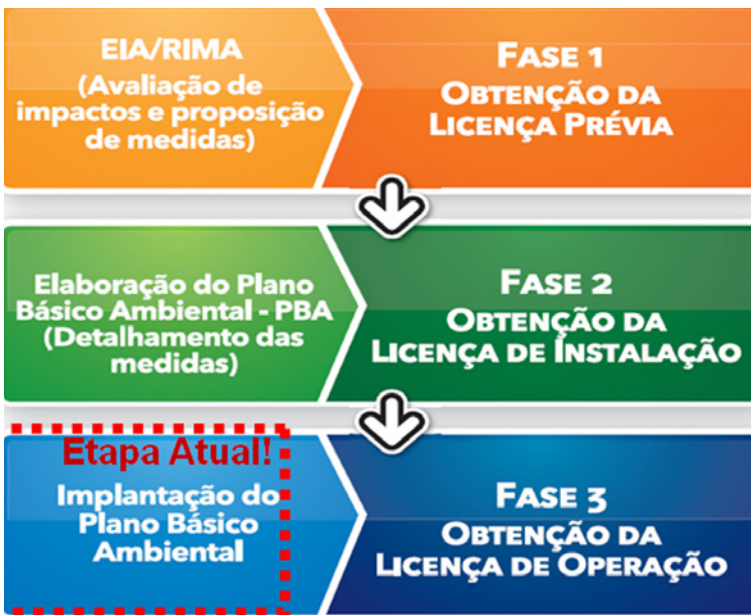 EIA/RIMA
(Avaliação de
impactos e proposição
de medidas)
FASE 1
OBTENÇÃO DA
LICENÇA PRÉVIA
Elaboração do Plano
Básico Ambiental - PBA
(Detalhamento das
medidas)
FASE 2
OBTENÇÃO DA
LICENÇA DE INSTALAÇÃO
Etapa Atual!
Implantação do
Plano Básico
Ambiental
FASE 3
OBTENÇÃO DA
LICENÇA DE OPERAÇÃO